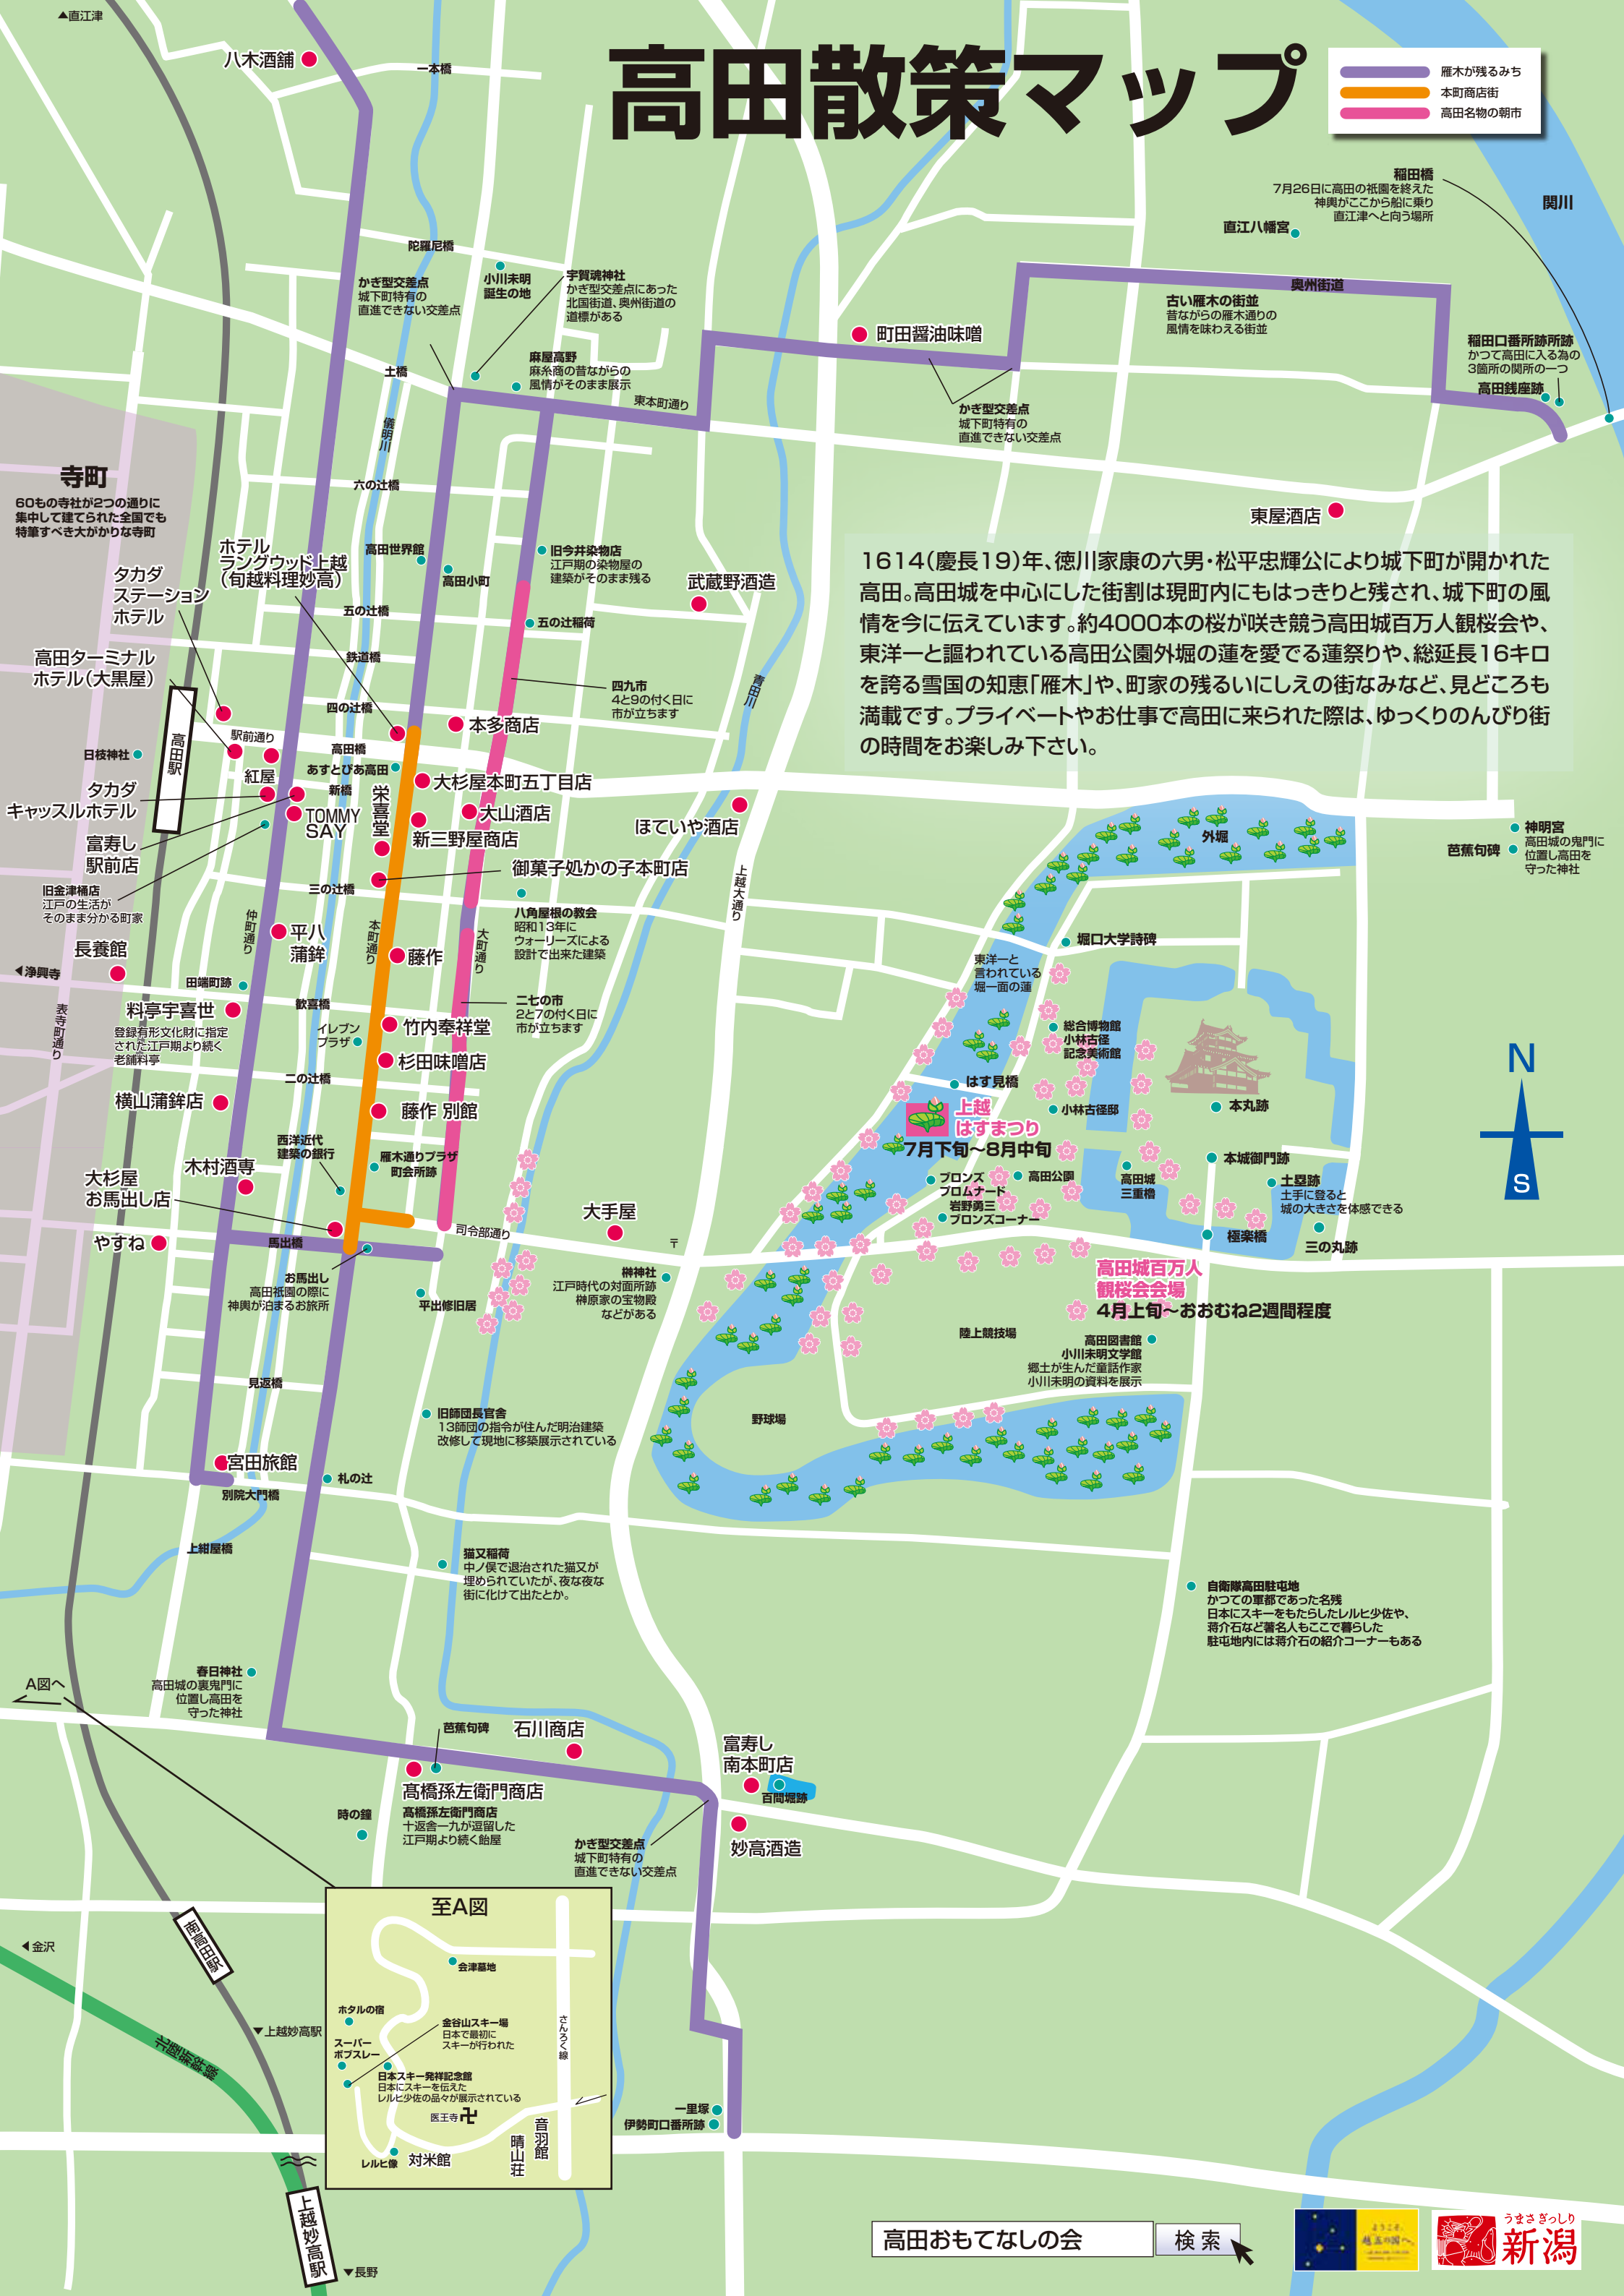 ▲直江津
高田散策マップ
雁木が残るみち
本町商店街
高田名物の朝市
八木酒舗
一本橋
稲田橋
7月26日に高田の祇園を終えた
神輿がここから船に乗り
直江津へと向う場所
関川
直江八幡宮
陀羅尼橋
かぎ型交差点
城下町特有の
直進できない交差点
小川未明
誕生の地
宇賀魂神社
かぎ型交差点にあった
北国街道、奥州街道の
道標がある
奥州街道
古い雁木の街並
昔ながらの雁木通りの
風情を味わえる街並
町田醤油味噌
稲田口番所跡所跡
かつて高田に入る為の
3箇所の関所の一つ
高田銭座跡
麻屋高野
麻糸商の昔ながらの
風情がそのまま展示
土橋
東本町通り
かぎ型交差点
城下町特有の
直進できない交差点
儀明川
寺町
60もの寺社が2つの通りに
集中して建てられた全国でも
特筆すべき大がかりな寺町
六の辻橋
東屋酒店
ホテル
ラングウッド上越
(旬越料理妙高)
高田世界館
高田小町
旧今井染物店
江戸期の染物屋の
建築がそのまま残る
武蔵野酒造
タカダ
ステーション
ホテル
五の辻橋
五の辻稲荷
1614(慶長19)年、徳川家康の六男・松平忠輝公により城下町が開かれた
高田。高田城を中心にした街割は現町内にもはっきりと残され、城下町の風
情を今に伝えています。約4000本の桜が咲き競う高田城百万人観桜会や、
東洋一と謳われている高田公園外堀の蓮を愛でる蓮祭りや、総延長16キロ
を誇る雪国の知恵「雁木」や、町家の残るいにしえの街なみなど、見どころも
満載です。プライベートやお仕事で高田に来られた際は、ゆっくりのんびり街
の時間をお楽しみ下さい。
高田ターミナル
ホテル(大黒屋)
鉄道橋
四九市
4と9の付く日に
市が立ちます
青田川
四の辻橋
本多商店
高田駅
駅前通り
日枝神社
高田橋
あすとぴあ高田
紅屋
新橋
大杉屋本町五丁目店
タカダ
キャッスルホテル
TOMMY
SAY
栄喜堂
大山酒店
新三野屋商店
ほていや酒店
富寿し
駅前店
外堀
神明宮
高田城の鬼門に
位置し高田を
守った神社
芭蕉句碑
旧金津桶店
江戸の生活が
そのまま分かる町家
三の辻橋
御菓子処かの子本町店
上越大通り
仲町通り
平八
蒲鉾
本町通り
藤作
大町通り
八角屋根の教会
昭和13年に
ウォーリーズによる
設計で出来た建築
堀口大学詩碑
長養館
◀浄興寺
田端町跡
東洋一と
言われている
堀一面の蓮
料亭宇喜世
登録有形文化財に指定
された江戸期より続く
老舗料亭
表寺町通り
歓喜橋
イレブン
プラザ
竹内奉祥堂
二七の市
2と7の付く日に
市が立ちます
総合博物館
小林古径
記念美術館
杉田味噌店
二の辻橋
はす見橋
N
S
横山蒲鉾店
藤作 別館
上越
はすまつり
7月下旬〜8月中旬
小林古径邸
本丸跡
西洋近代
建築の銀行
雁木通りプラザ
町会所跡
本城御門跡
木村酒専
大杉屋
お馬出し店
ブロンズ
プロムナード
岩野勇三
ブロンズコーナー
高田公園
高田城
三重櫓
土塁跡
土手に登ると
城の大きさを体感できる
大手屋
司令部通り
〒
極楽橋
三の丸跡
やすね
馬出橋
お馬出し
高田祇園の際に
神輿が泊まるお旅所
平出修旧居
榊神社
江戸時代の対面所跡
榊原家の宝物殿
などがある
高田城百万人
観桜会会場
4月上旬〜おおむね2週間程度
陸上競技場
高田図書館
小川未明文学館
郷土が生んだ童話作家
小川未明の資料を展示
見返橋
旧師団長官舎
13師団の指令が住んだ明治建築
改修して現地に移築展示されている
野球場
宮田旅館
札の辻
別院大門橋
上紺屋橋
猫又稲荷
中ノ俣で退治された猫又が
埋められていたが、夜な夜な
街に化けて出たとか。
自衛隊高田駐屯地
かつての軍都であった名残
日本にスキーをもたらしたレルヒ少佐や、
蒋介石など著名人もここで暮らした
駐屯地内には蒋介石の紹介コーナーもある
春日神社
高田城の裏鬼門に
位置し高田を
守った神社
A図へ
芭蕉句碑
石川商店
富寿し
南本町店
百間堀跡
髙橋孫左衛門商店
髙橋孫左衛門商店
十返舎一九が逗留した
江戸期より続く飴屋
時の鐘
かぎ型交差点
城下町特有の
直進できない交差点
妙高酒造
至A図
南高田駅
◀金沢
会津墓地
ホタルの宿
金谷山スキー場
日本で最初に
スキーが行われた
さんろく線
▼上越妙高駅
北陸新幹線
スーパー
ボブスレー
日本スキー発祥記念館
日本にスキーを伝えた
レルヒ少佐の品々が展示されている
医王寺卍
一里塚
伊勢町口番所跡
レルヒ像
対米館
晴山荘
音羽館
上越妙高駅
▼長野
高田おもてなしの会
検索
ようこそ、
越五の国へ。
うまさぎっしり
新潟